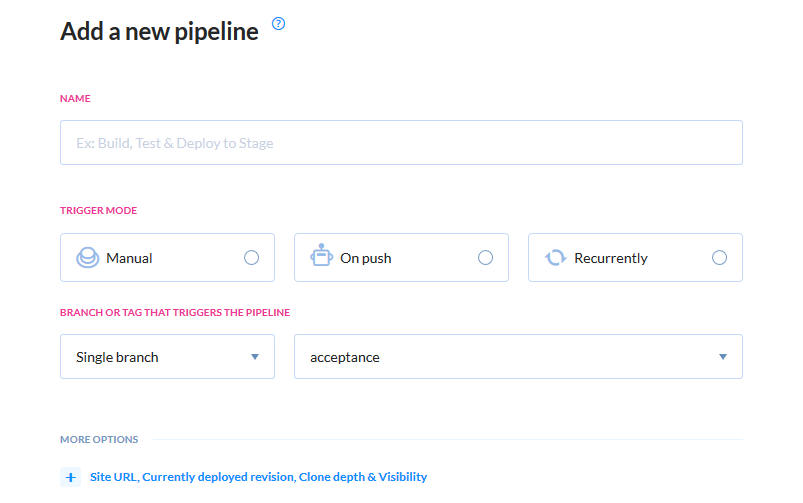 Add a new pipeline ?
NAME
Ex: Build, Test & Deploy to Stage
TRIGGER MODE
Manual On push Recurrently
BRANCH OR TAG THAT TRIGGERS THE PIPELINE
Single branch acceptance
MORE OPTIONS
+ Site URL, Currently deployed revision, Clone depth & Visibility